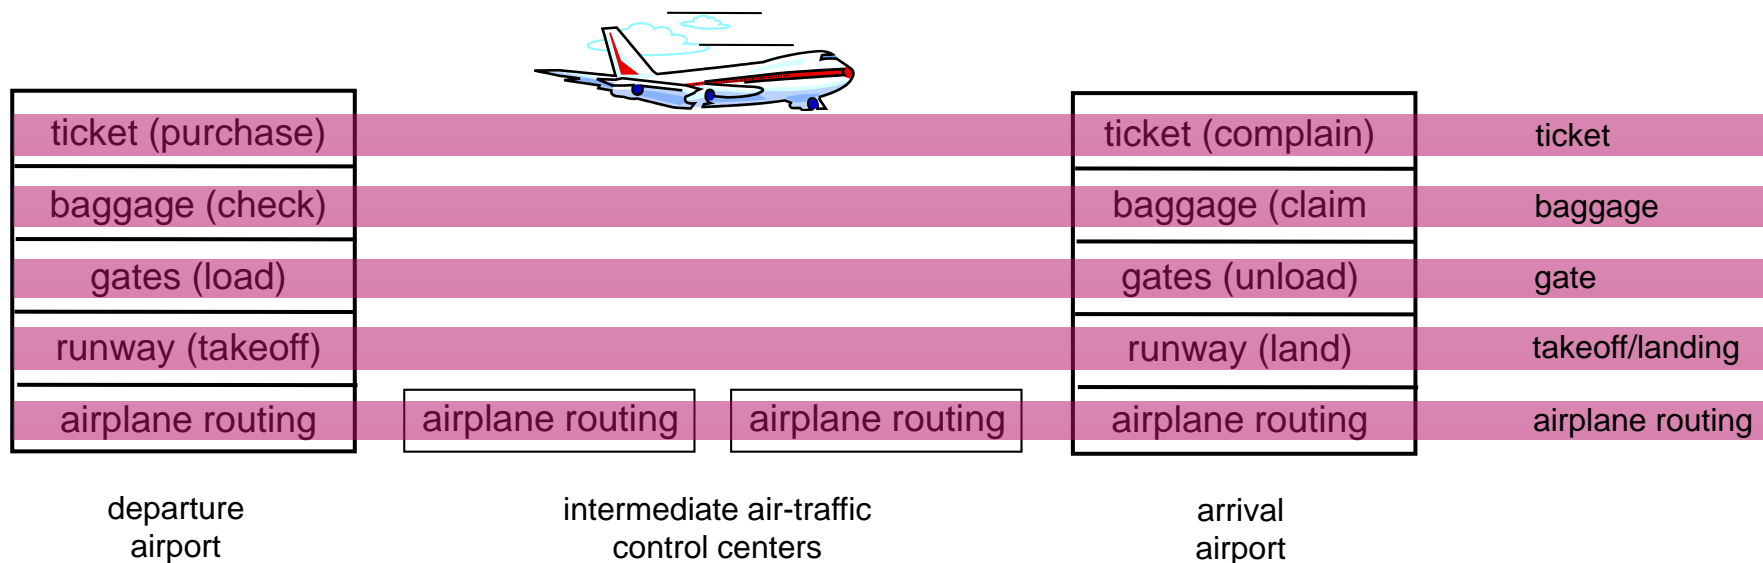 ticket (purchase)
ticket (complain)
ticket
baggage (check)
baggage (claim
baggage
gates (load)
gates (unload)
gate
runway (takeoff)
runway (land)
takeoff/landing
airplane routing
airplane routing
airplane routing
airplane routing
airplane routing
departure
airport
intermediate air-traffic
control centers
arrival
airport